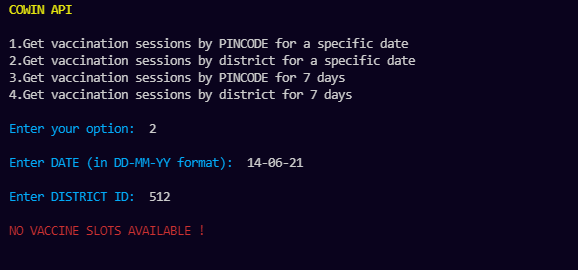 COWIN API
1.Get vaccination sessions by PINCODE for a specific date
2.Get vaccination sessions by district for a specific date
3.Get vaccination sessions by PINCODE for 7 days
4.Get vaccination sessions by district for 7 days
Enter your option:  2
Enter DATE (in DD-MM-YY format):  14-06-21
Enter DISTRICT ID:  512
NO VACCINE SLOTS AVAILABLE !